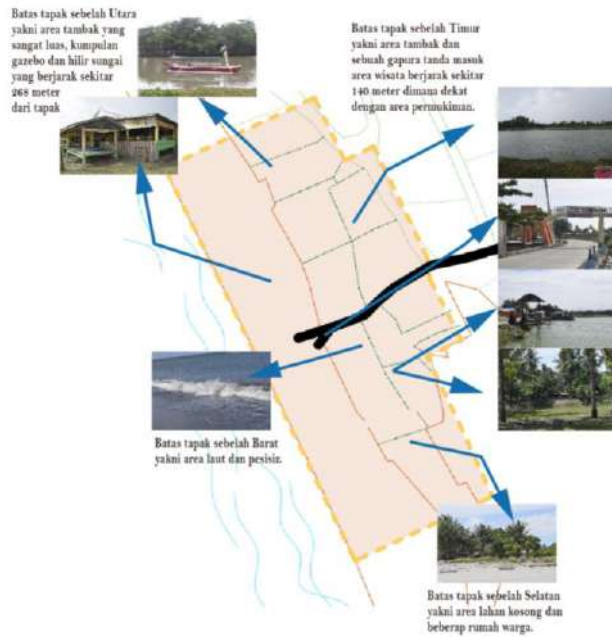 Batas tapak sebelah Utara
yakni area tambak yang
sangat luas, kumpulan
gazebo dan hilir sungai
yang berjarak sekitar
268 meter
dari tapak
Batas tapak sebelah Timur
yakni area tambak dan
sebuah gapura tanda masuk
area wisata berjarak sekitar
140 meter dimana dekat
dengan area permukiman.
Batas tapak sebelah Barat
yakni area laut dan pesisir.
Batas tapak sebelah Selatan
yakni area lahan kosong dan
beberap rumah warga.